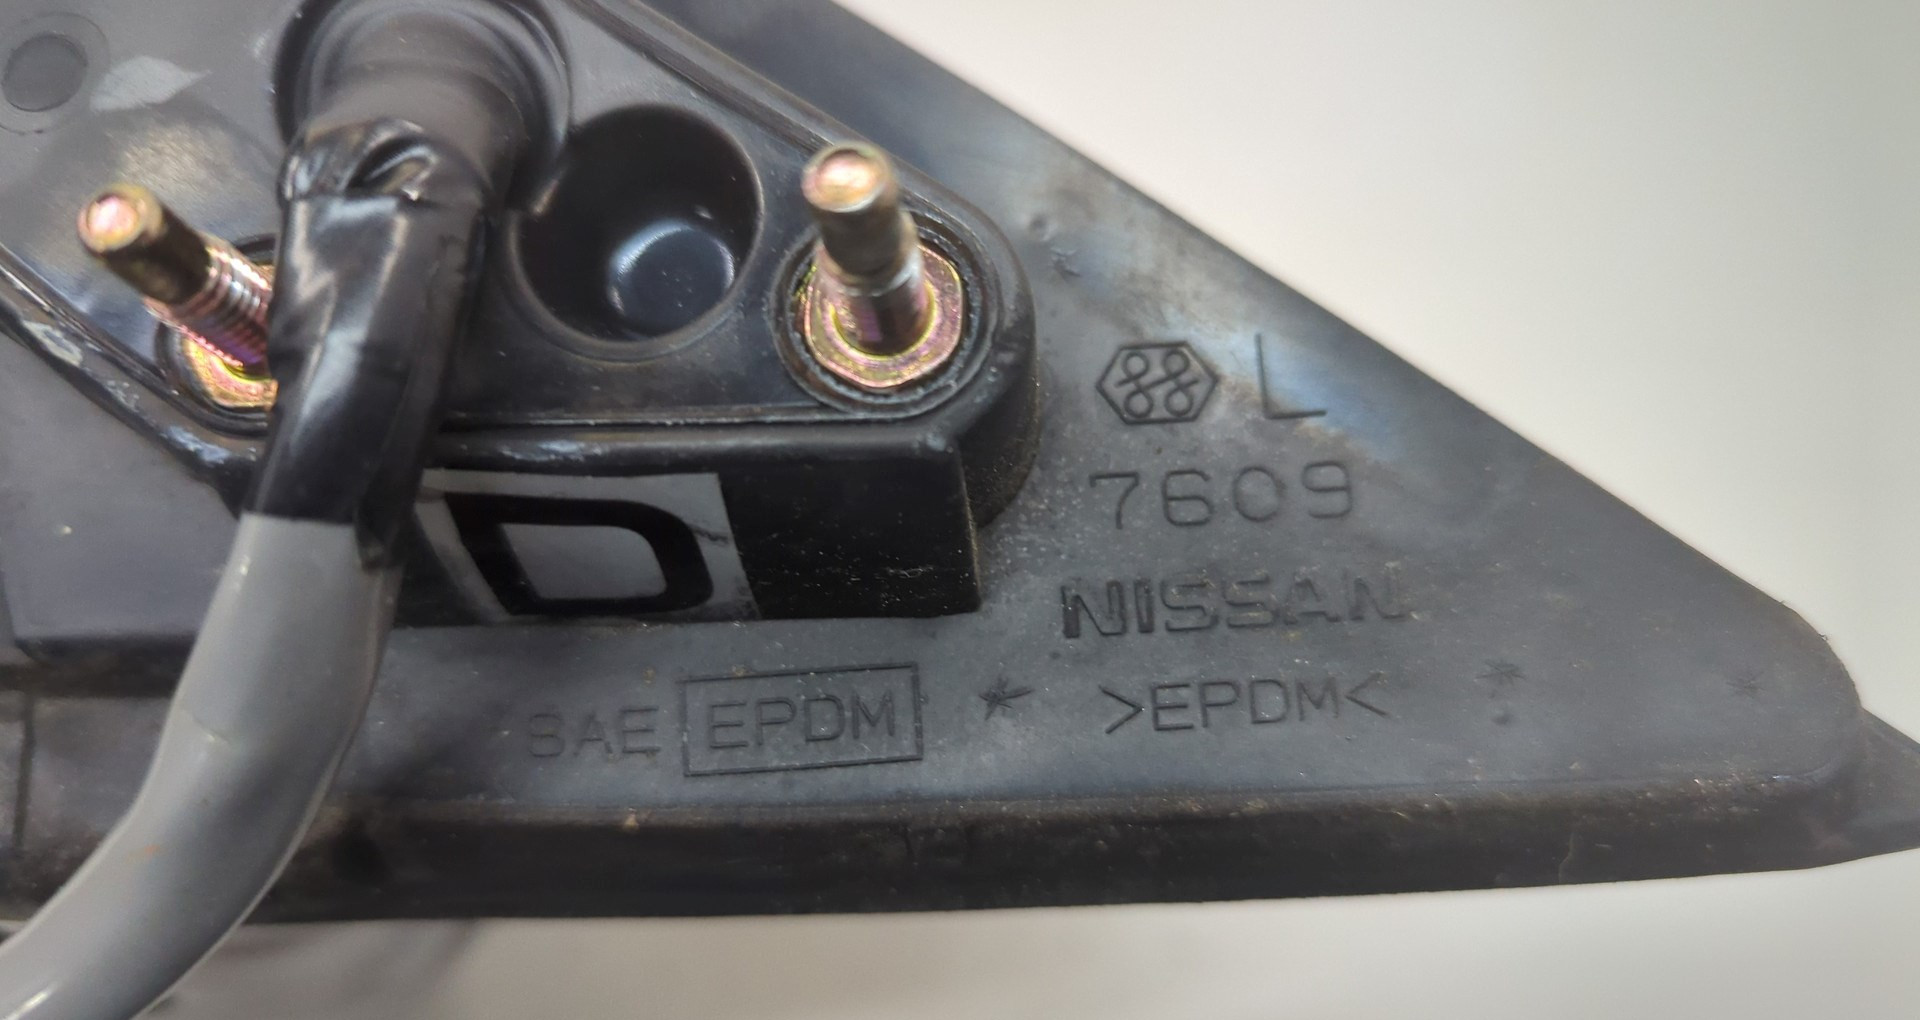 L
7609
NISSAN
D
SAE EPDM * >EPDM<